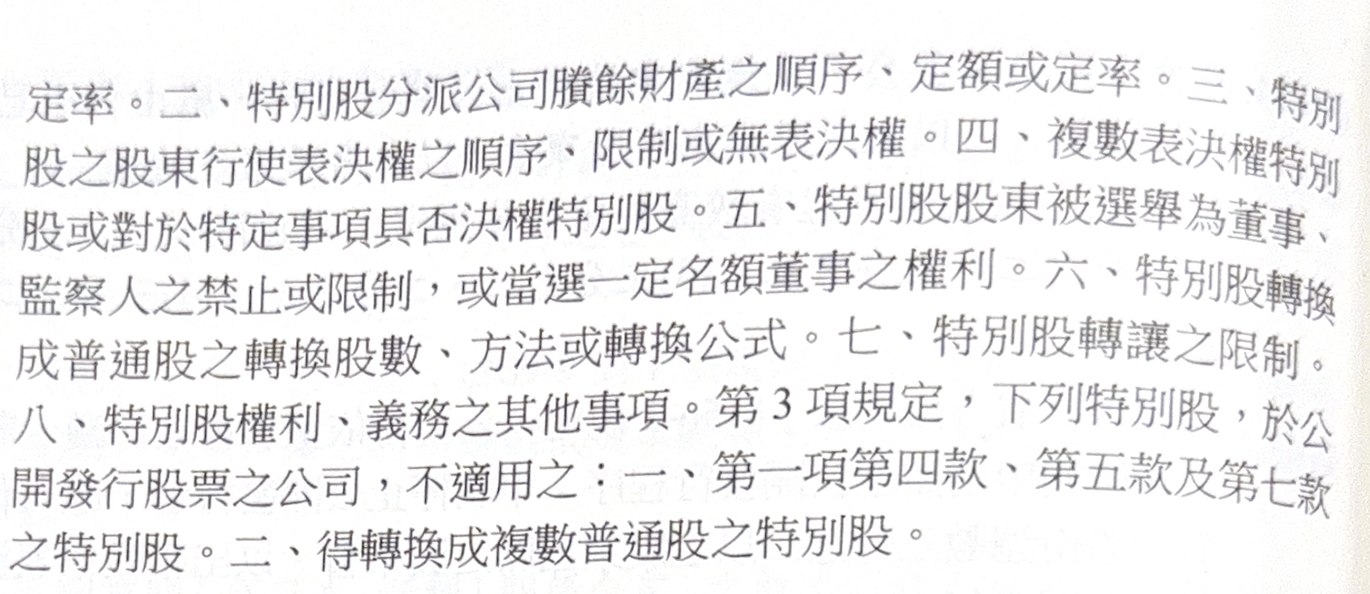 定率。二、特別股分派公司賸餘財產之順序、定額或定率。三、特別
股之股東行使表決權之順序、限制或無表決權。四、複數表決權特別
股或對於特定事項具否決權特別股。五、特別股股東被選舉為董事、
監察人之禁止或限制，或當選一定名額董事之權利。六、特別股轉換
成普通股之轉換股數、方法或轉換公式。七、特別股轉讓之限制。
八、特別股權利、義務之其他事項。第 3 項規定，下列特別股，於公
開發行股票之公司，不適用之：一、第一項第四款、第五款及第七款
之特別股。二、得轉換成複數普通股之特別股。